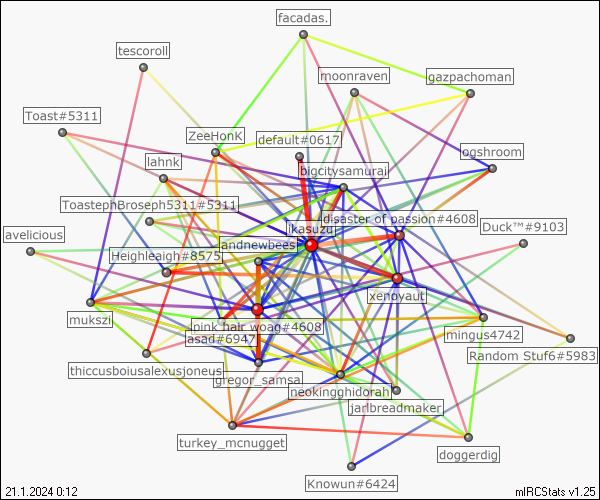 facadas.
tescoroll
moonraven
gazpachoman
Toast#5311
ZeeHonK
default#0617
lahnk
bigcitysamurai
ogshroom
ToastephBroseph5311#5311
disaster of passion#4608
Duck™#9103
ikasuzu
avelicious
andnewbees
Heighleaigh#8575
xenoyaut
mukszi
pink hair woag#4608
asad#6947
mingus4742
Random Stuf6#5983
thiccusboiusalexusjoneus
gregor_samsa
neokingghidorah
jarlbreadmaker
turkey_mcnugget
doggerdig
Knowun#6424
21.1.2024 0:12
mIRCStats v1.25